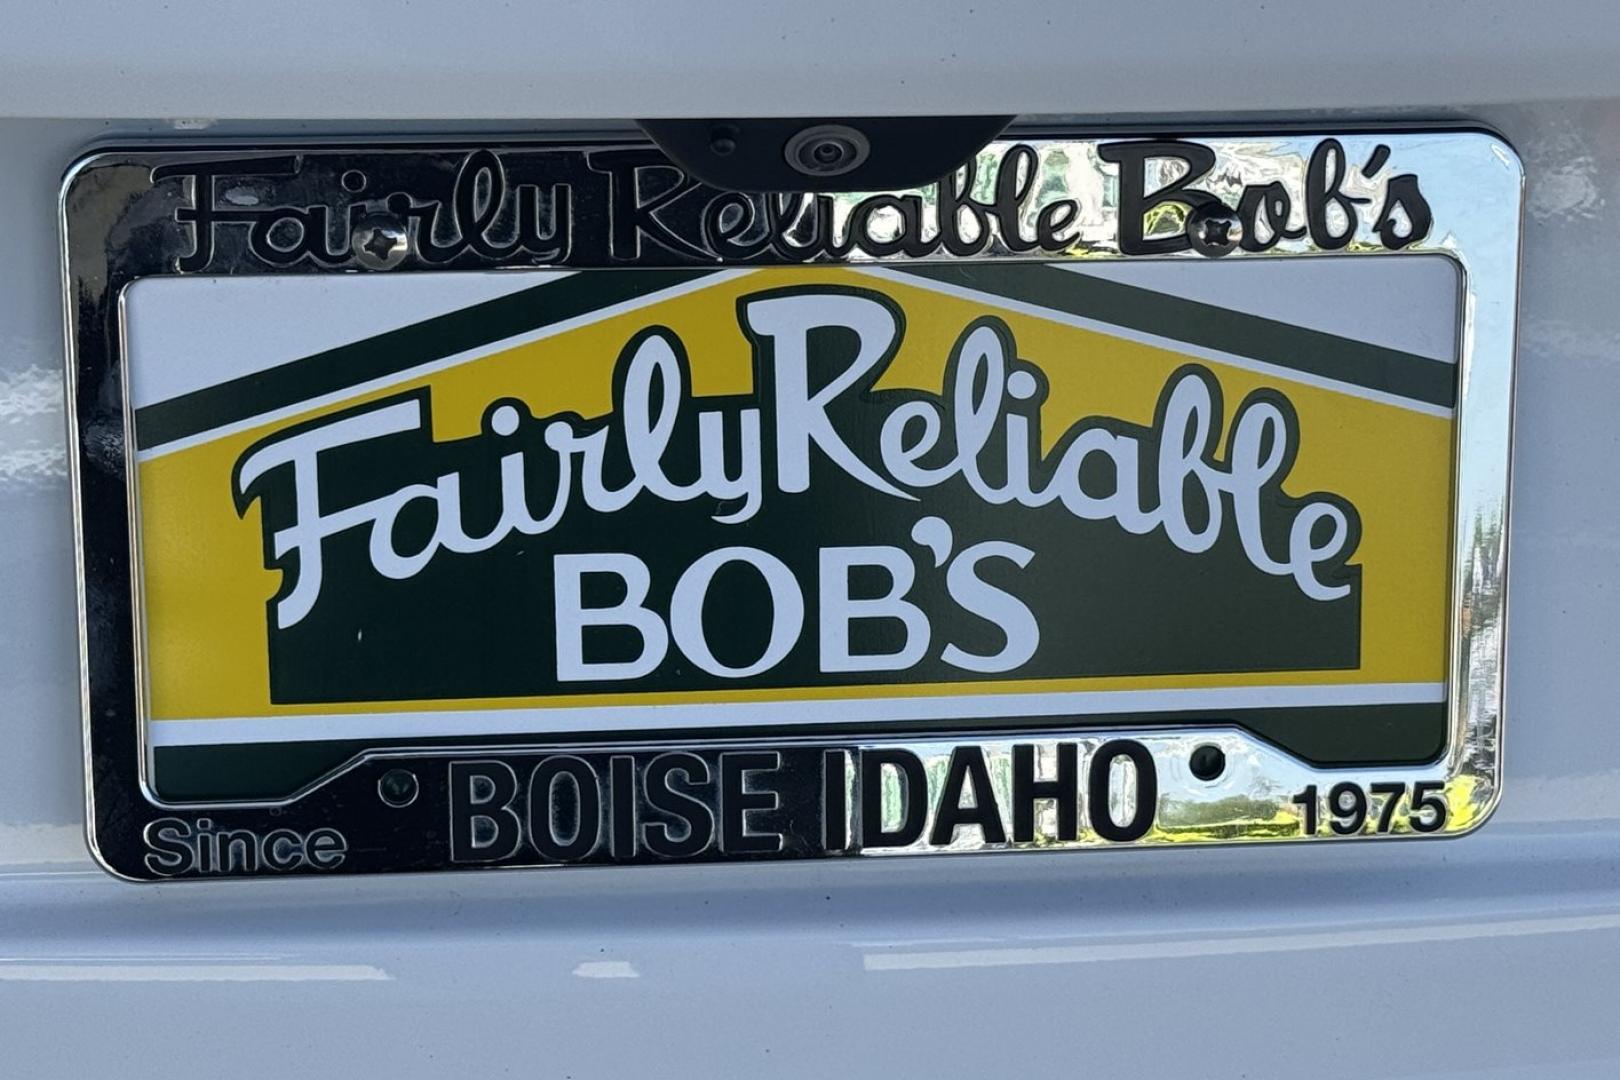 Fairly Reliable Bob's
Fairly Reliable
BOB'S
Since BOISE IDAHO 1975